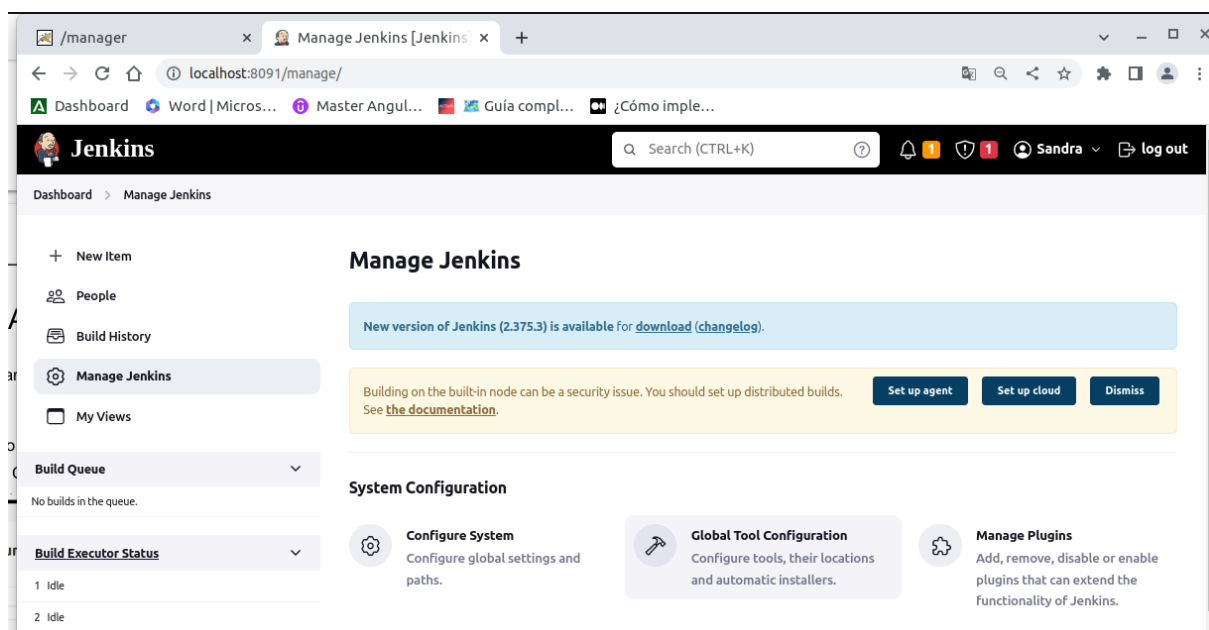 /manager
Manage Jenkins [Jenkins]
localhost:8091/manage/
Dashboard
Word | Micros...
Master Angul...
Guía compl...
¿Cómo imple...
Jenkins
Search (CTRL+K)
1
1
Sandra
log out
Dashboard
Manage Jenkins
New Item
People
Build History
Manage Jenkins
My Views
Build Queue
No builds in the queue.
Build Executor Status
1 Idle
2 Idle
Manage Jenkins
New version of Jenkins (2.375.3) is available for download (changelog).
Building on the built-in node can be a security issue. You should set up distributed builds.
See the documentation.
Set up agent
Set up cloud
Dismiss
System Configuration
Configure System
Configure global settings and
paths.
Global Tool Configuration
Configure tools, their locations
and automatic installers.
Manage Plugins
Add, remove, disable or enable
plugins that can extend the
functionality of Jenkins.